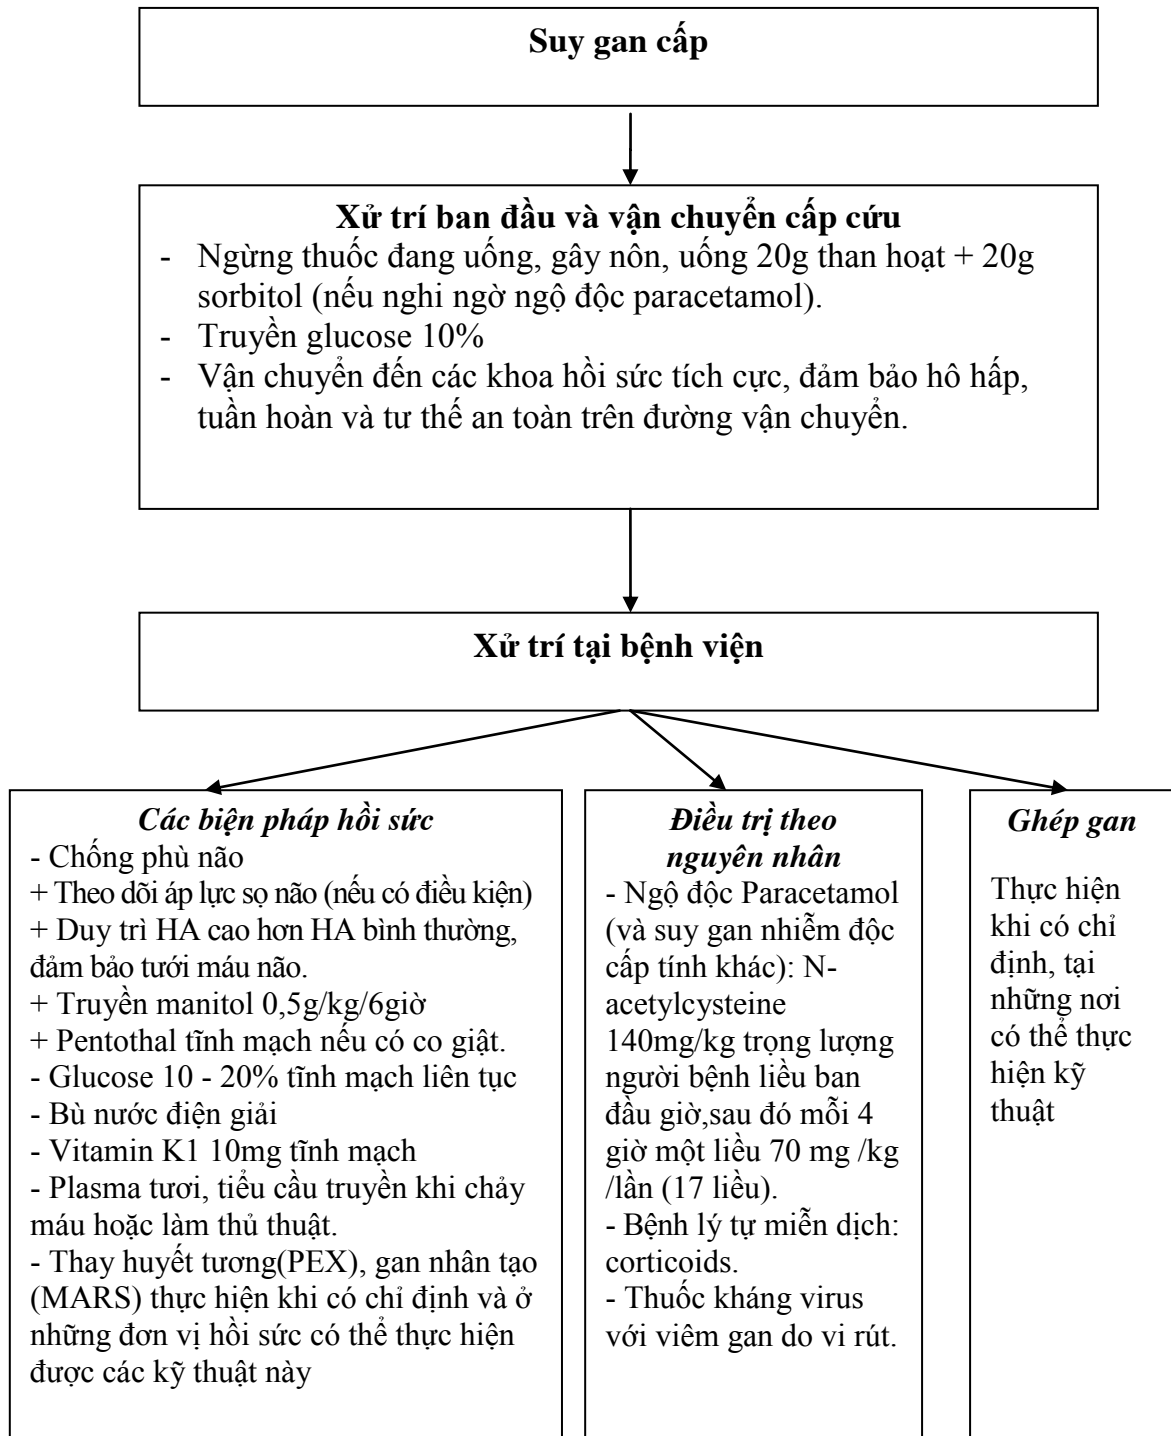 Suy gan cấp
Xử trí ban đầu và vận chuyển cấp cứu
- Ngừng thuốc đang uống, gây nôn, uống 20g than hoạt + 20g
sorbitol (nếu nghi ngờ ngộ độc paracetamol).
- Truyền glucose 10%
- Vận chuyển đến các khoa hồi sức tích cực, đảm bảo hô hấp,
tuần hoàn và tư thế an toàn trên đường vận chuyển.
Xử trí tại bệnh viện
Các biện pháp hồi sức
- Chống phù não
+ Theo dõi áp lực sọ não (nếu có điều kiện)
+ Duy trì HA cao hơn HA bình thường,
đảm bảo tưới máu não.
+ Truyền manitol 0,5g/kg/6giờ
+ Pentothal tĩnh mạch nếu có co giật.
- Glucose 10 - 20% tĩnh mạch liên tục
- Bù nước điện giải
- Vitamin K1 10mg tĩnh mạch
- Plasma tươi, tiểu cầu truyền khi chảy
máu hoặc làm thủ thuật.
- Thay huyết tương(PEX), gan nhân tạo
(MARS) thực hiện khi có chỉ định và ở
những đơn vị hồi sức có thể thực hiện
được các kỹ thuật này
Điều trị theo
nguyên nhân
- Ngộ độc Paracetamol
(và suy gan nhiễm độc
cấp tính khác): N-
acetylcysteine
140mg/kg trọng lượng
người bệnh liều ban
đầu giờ,sau đó mỗi 4
giờ một liều 70 mg /kg
/lần (17 liều).
- Bệnh lý tự miễn dịch:
corticoids.
- Thuốc kháng virus
với viêm gan do vi rút.
Ghép gan
Thực hiện
khi có chỉ
định, tại
những nơi
có thể thực
hiện kỹ
thuật